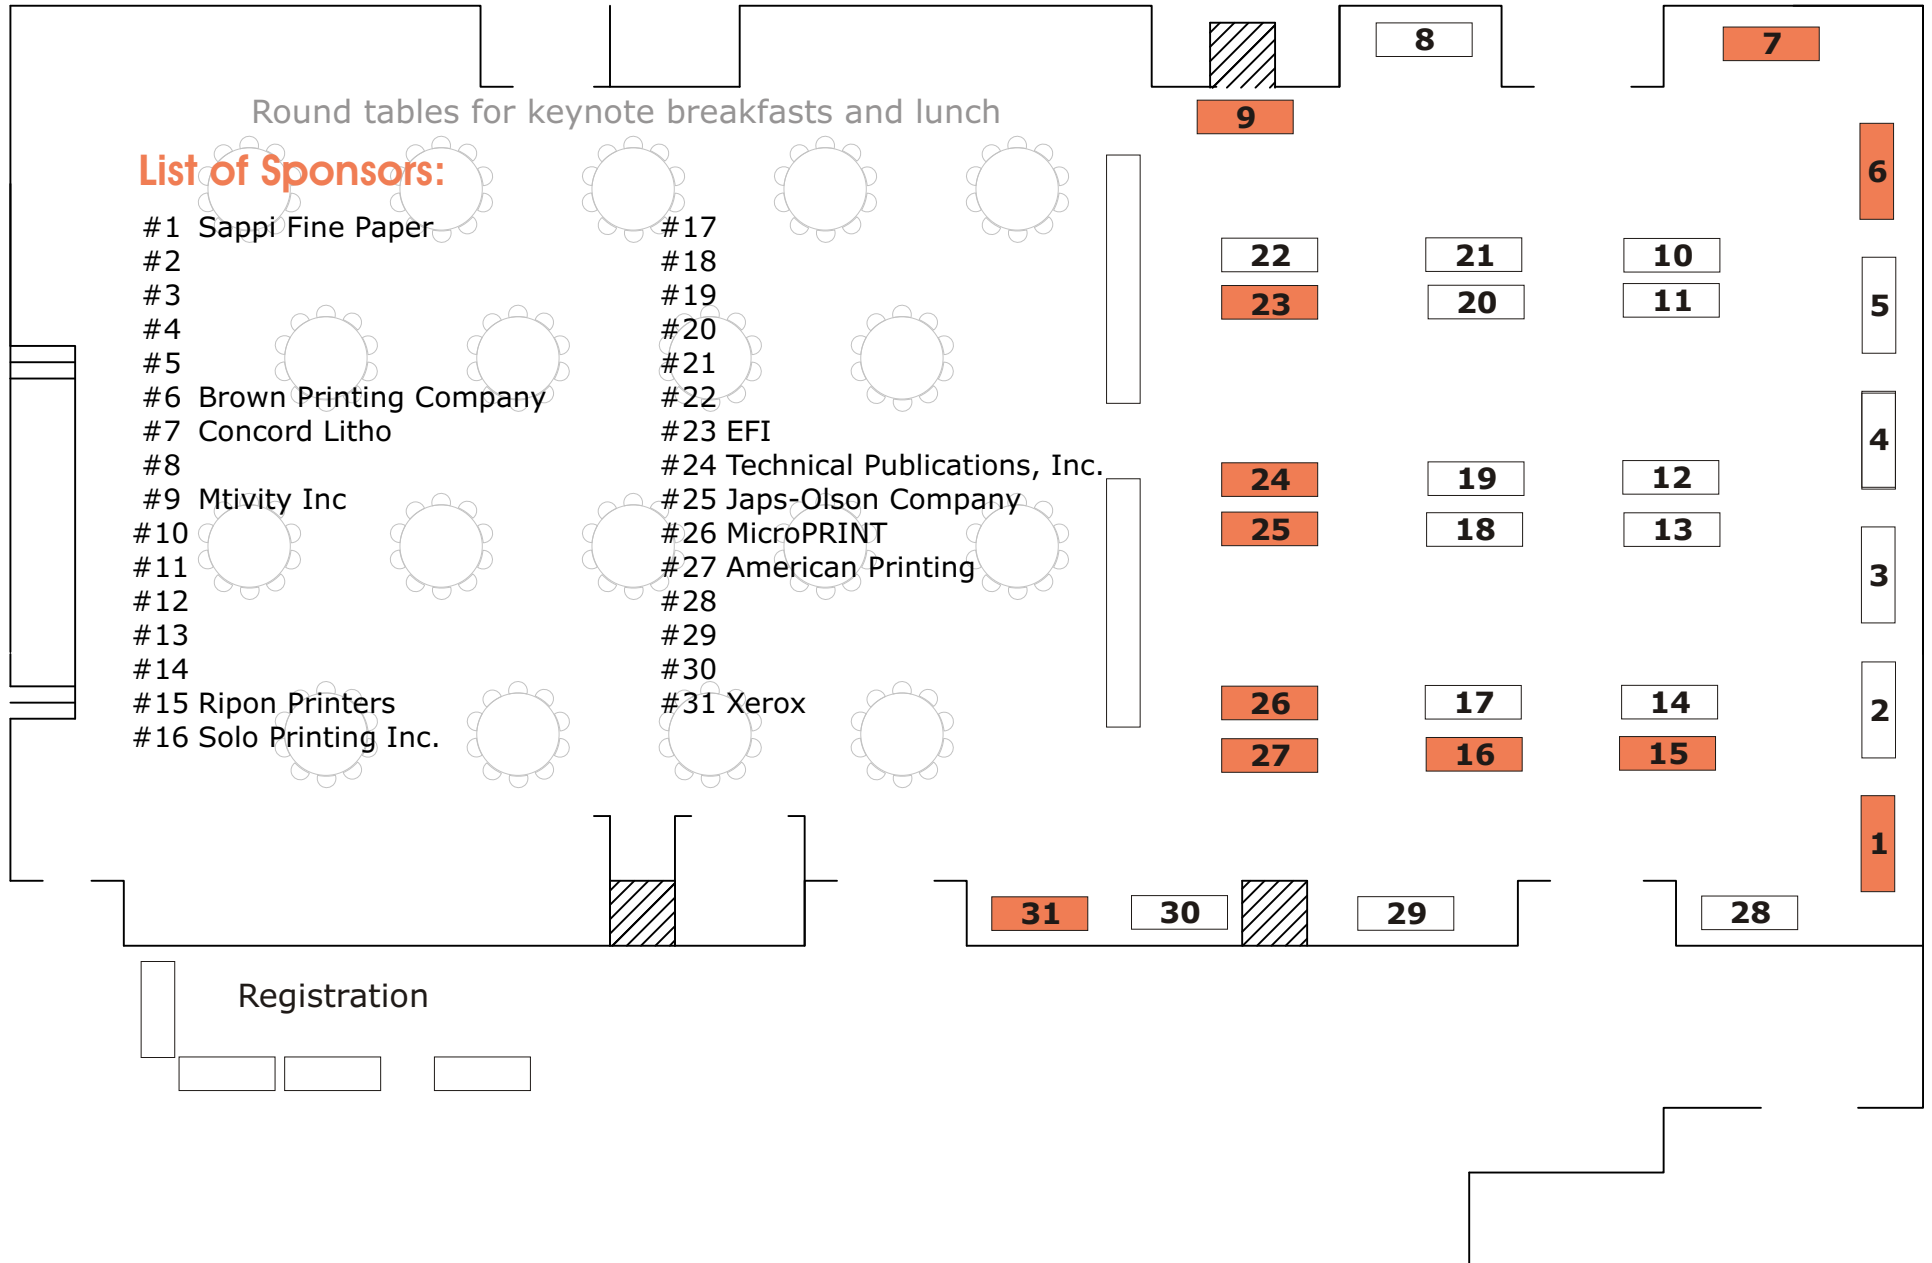 Round tables for keynote breakfasts and lunch
List of Sponsors:
#1 Sappi Fine Paper
#2
#3
#4
#5
#6 Brown Printing Company
#7 Concord Litho
#8
#9 Mtivity Inc
#10
#11
#12
#13
#14
#15 Ripon Printers
#16 Solo Printing Inc.
#17
#18
#19
#20
#21
#22
#23 EFI
#24 Technical Publications, Inc.
#25 Japs-Olson Company
#26 MicroPRINT
#27 American Printing
#28
#29
#30
#31 Xerox
8
7
9
6
22 21 10
23 20 11
5
4
24 19 12
25 18 13
3
26 17 14
2
27 16 15
1
31 30 29 28
Registration